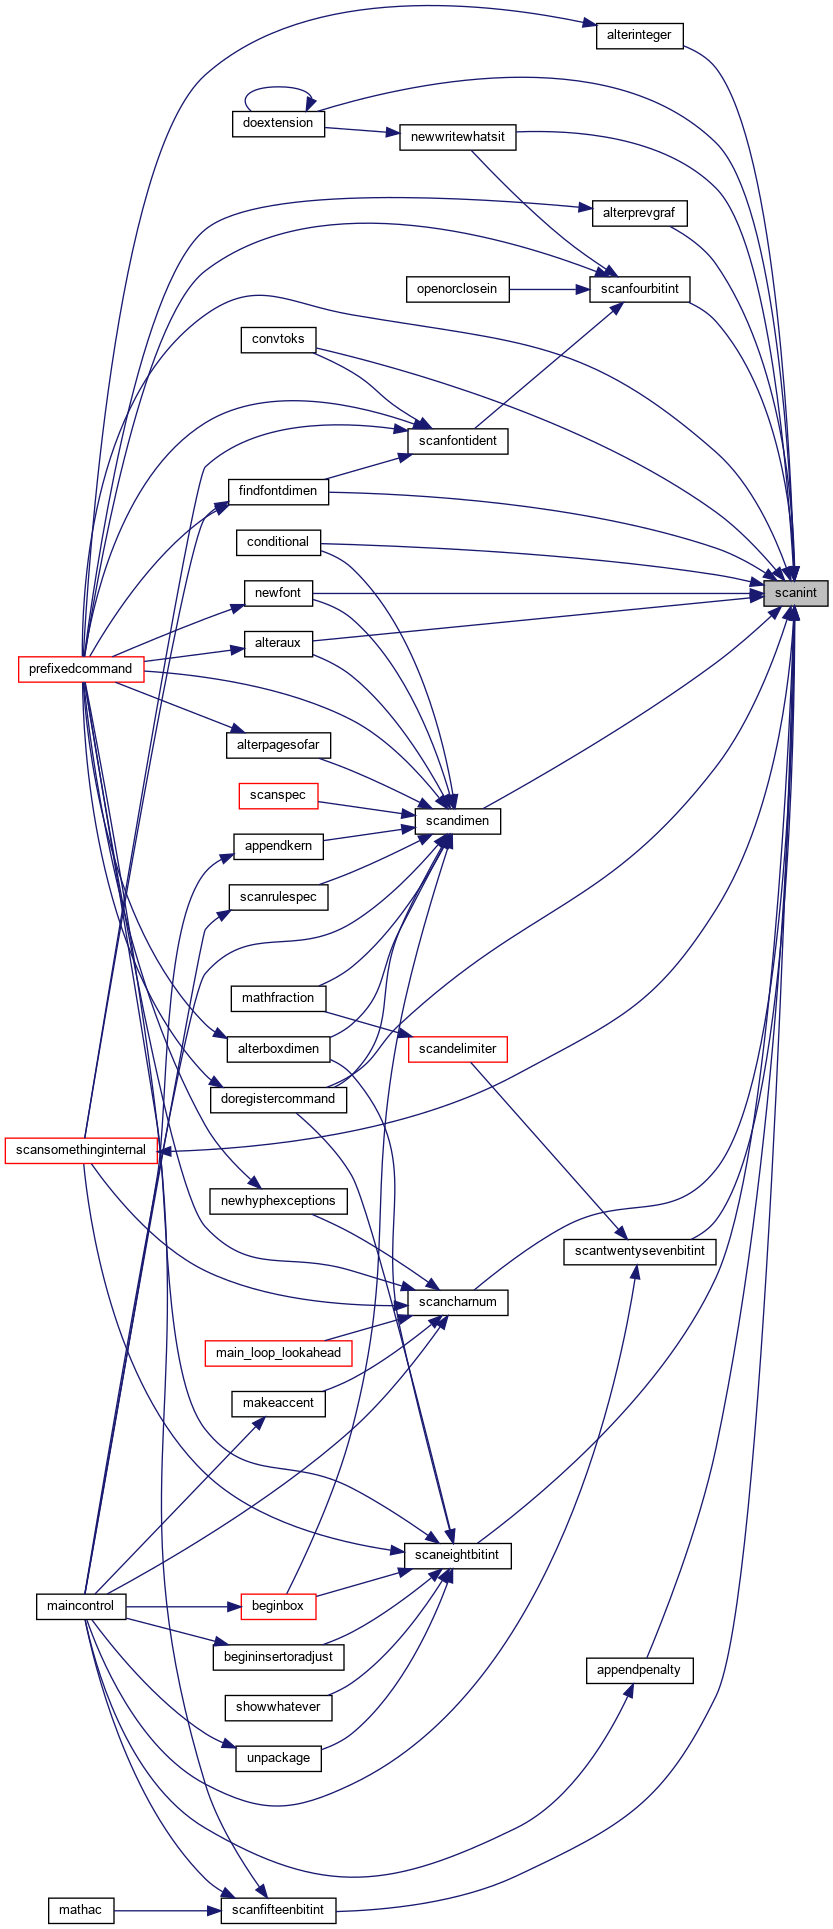 alterinteger
doextension
newwritewhatsit
alterprevgraf
openorclosein
scanfourbitint
convtoks
scanfontident
findfontdimen
conditional
newfont
scanint
alteraux
prefixedcommand
alterpagesofar
scanspec
scandimen
appendkern
scanrulespec
mathfraction
alterboxdimen
scandelimiter
doregistercommand
scansomethinginternal
newhyphexceptions
scantwentysevenbitint
scancharnum
main_loop_lookahead
makeaccent
scaneightbitint
maincontrol
beginbox
begininsertoradjust
appendpenalty
showwhatever
unpackage
mathac
scanfifteenbitint